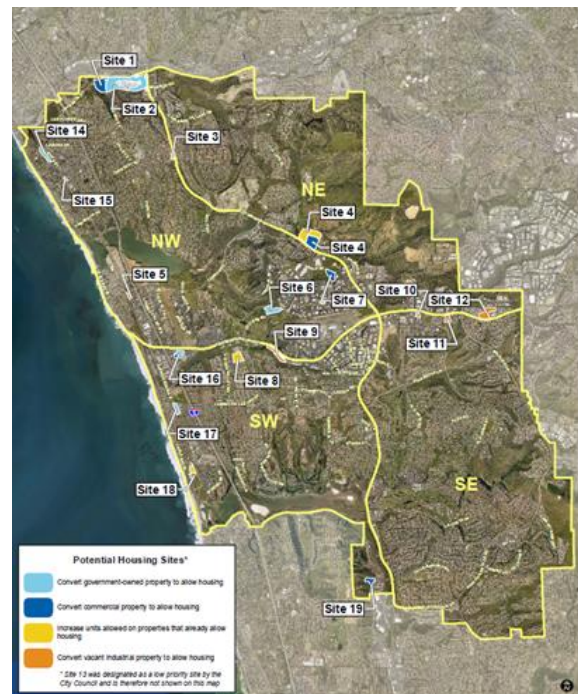 Site 1
Site 2
Site 14
Site 3
NE
Site 15
Site 4
NW
Site 4
Site 5
Site 6
Site 10
Site 12
Site 7
Site 9
Site 11
Site 16
Site 8
SW
Site 17
SE
Site 18
Site 19
Potential Housing Sites*
Convert government-owned property to allow housing
Convert commercial property to allow housing
Increase units allowed on properties that already allow
housing
Convert vacant industrial property to allow housing
* Site 13 was designated as a low priority site by the
City Council and is therefore not shown on this map